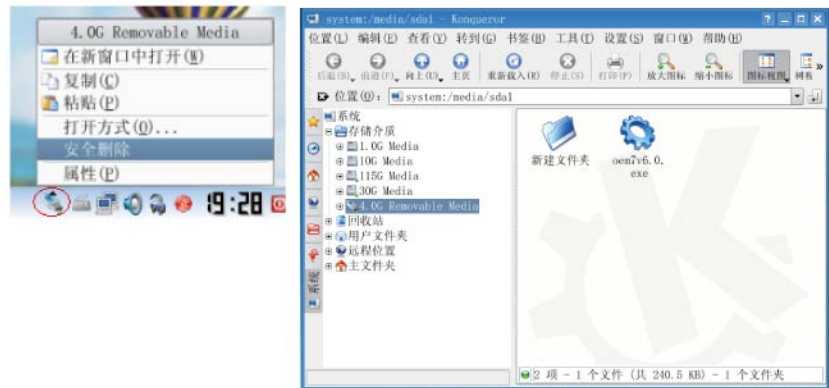 4.0G Removable Media
在新窗口中打开(W)
复制(C)
粘贴(P)
打开方式(O)...
安全删除
属性(P)
19:28
system:/media/sda1 - Konqueror
位置(L) 编辑(E) 查看(V) 转到(G) 书签(B) 工具(T) 设置(S) 窗口(W) 帮助(H)
后退(B) 前进(F) 向上(U) 主页 重新载入(R) 停止(S) 打印(P) 放大图标 缩小图标 图标视图 树看
位置(O): system:/media/sda1
系统
存储介质
1.0G Media
10G Media
115G Media
30G Media
4.0G Removable Media
回收站
用户文件夹
远程位置
主文件夹
系统
新建文件夹
oem7v6.0.
exe
2 项 - 1 个文件 (共 240.5 KB) - 1 个文件夹